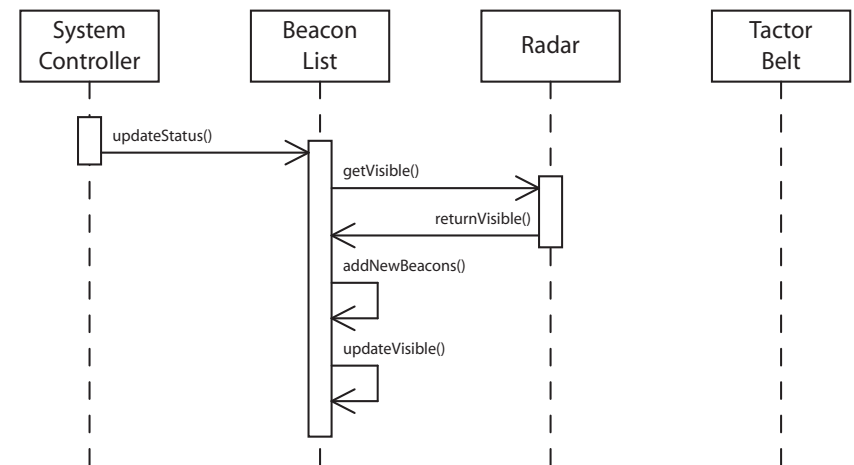 System
Controller
Beacon
List
Radar
Tactor
Belt
updateStatus()
getVisible()
returnVisible()
addNewBeacons()
updateVisible()